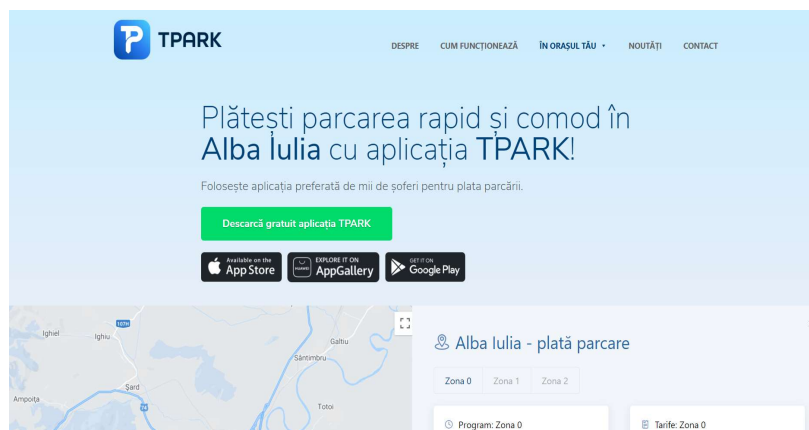 TPARK
DESPRE CUM FUNCȚIONEAZĂ ÎN ORAȘUL TĂU NOUTĂȚI CONTACT
Plătești parcarea rapid și comod în
Alba Iulia cu aplicația TPARK!
Folosește aplicația preferată de mii de șoferi pentru plata parcării.
Descarcă gratuit aplicația TPARK
Available on the
App Store
HUAWEI
EXPLORE IT ON
AppGallery
GET IT ON
Google Play
107H
Ighiel
Ighiu
Galtiu
Sântimbru
Șard
Ampoița
74
Totoi
Alba Iulia - plată parcare
Zona 0 Zona 1 Zona 2
Program: Zona 0
Tarife: Zona 0